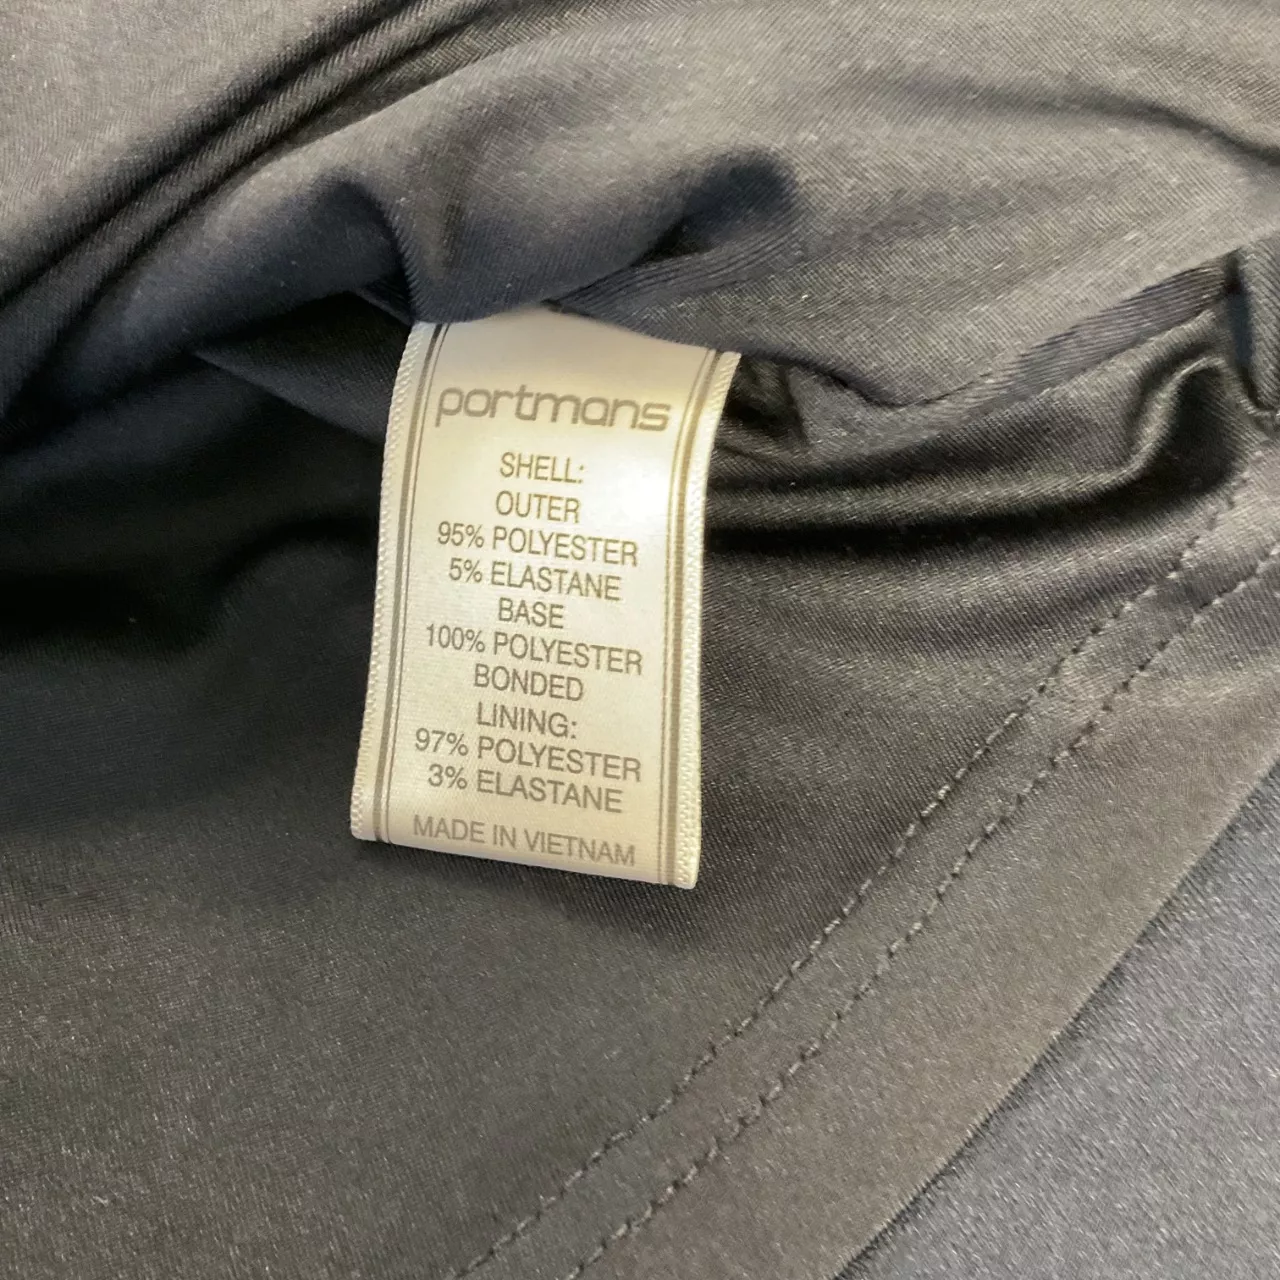 portmans
SHELL:
OUTER
95% POLYESTER
5% ELASTANE
BASE
100% POLYESTER
BONDED
LINING:
97% POLYESTER
3% ELASTANE
MADE IN VIETNAM